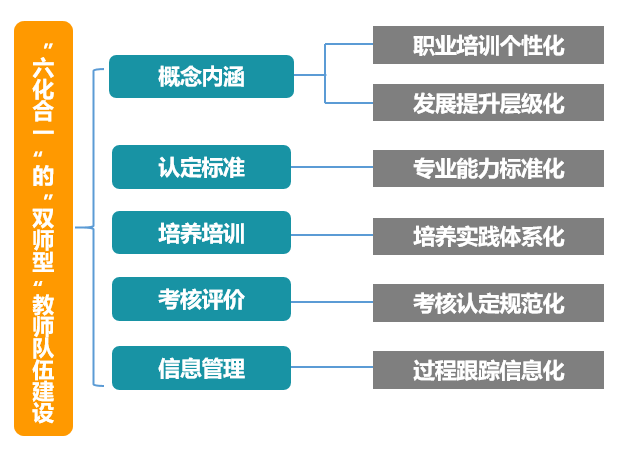 “六化合一“的”双师型“教师队伍建设
概念内涵
职业培训个性化
发展提升层级化
认定标准
专业能力标准化
培养培训
培养实践体系化
考核评价
考核认定规范化
信息管理
过程跟踪信息化